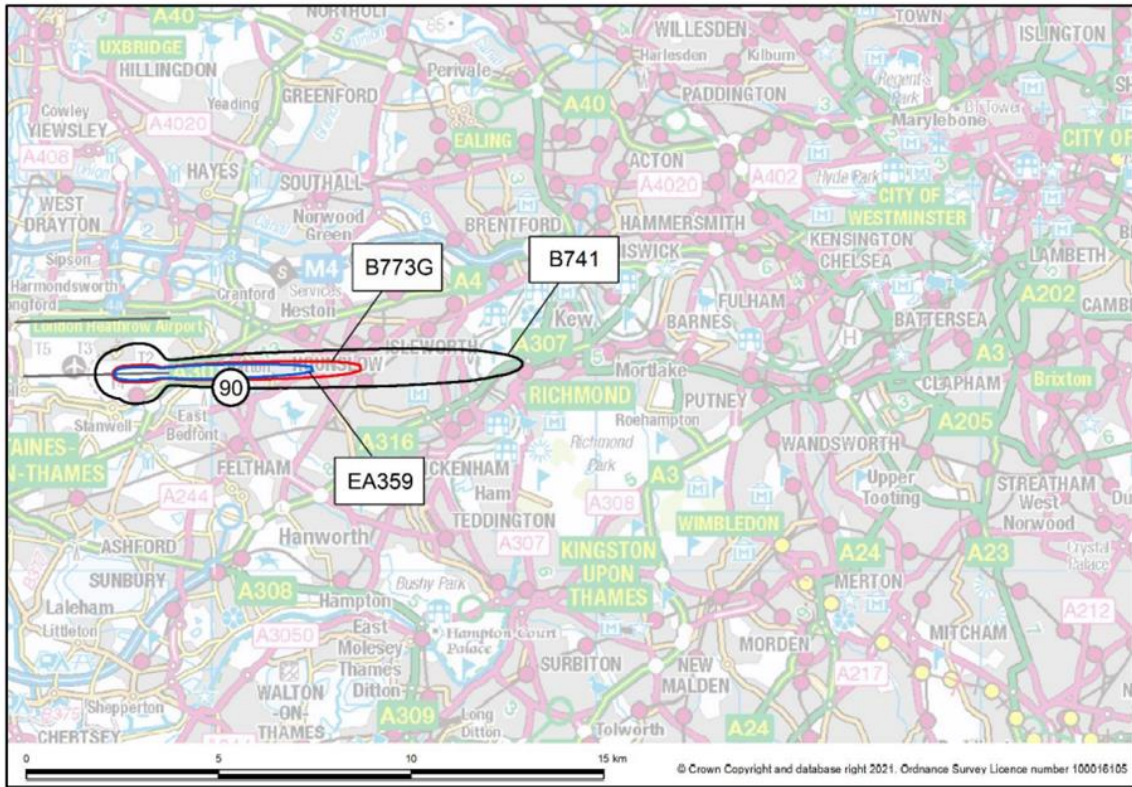 A40
NORTHOLT
WILLESDEN
TOWN
ISLINGTON
UXBRIDGE
HILLINGDON
Perivale
Harlesden
Kilburn
Regent's
Park
Cowley
YIEWSLEY
Yeading
GREENFORD
A40
PADDINGTON
Marylebone
BT Tower
A4020
EALING
ACTON
CITY OF
A408
HAYES
SOUTHALL
A4020
A402
Hyde Park
WEST
DRAYTON
Norwood
Green
BRENTFORD
HAMMERSMITH
CITY OF
WESTMINSTER
Sipson
M4
Services
B773G
A4
B741
KENSINGTON
CHELSEA
LAMBETH
Harmondsworth
Cranford
Heston
FULHAM
A202
London Heathrow Airport
Kew
BARNES
BATTERSEA
T5
T3
T2
A307
A3
90
Mortlake
CLAPHAM
Brixton
Stanwell
East
Bedfont
RICHMOND
PUTNEY
A205
Roehampton
A316
Richmond
Park
A3
WANDSWORTH
FELTHAM
EA359
Ham
Upper
Tooting
STREATHAM
West
Norwood
A244
TEDDINGTON
A308
WIMBLEDON
Hanworth
A307
A24
A23
ASHFORD
KINGSTON
UPON
THAMES
Crystal
Palace
SUNBURY
A308
Bushy Park
MERTON
A212
Laleham
Hampton
Littleton
A3050
East
Molesey
Hampton Court
Palace
MORDEN
MITCHAM
Thames
Ditton
SURBITON
NEW
MALDEN
A217
Shepperton
WALTON
-ON-
THAMES
CHERTSEY
A309
Long
Ditton
Tolworth
A24
0
5
10
15 km
© Crown Copyright and database right 2021. Ordnance Survey Licence number 100016105